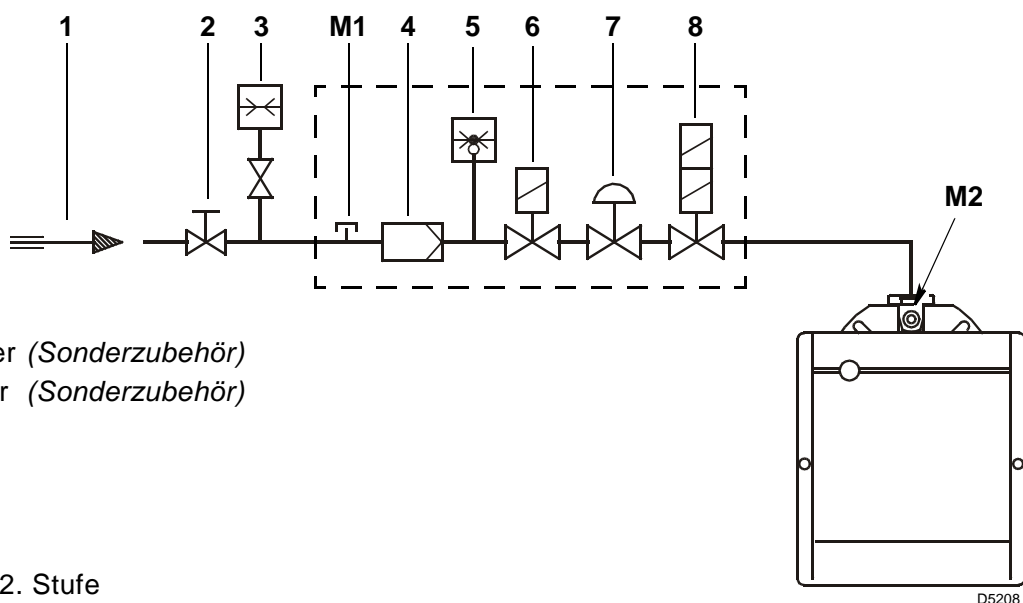 1 2 3 M1 4 5 6 7 8
M2
er (Sonderzubehör)
r (Sonderzubehör)
2. Stufe
D5208